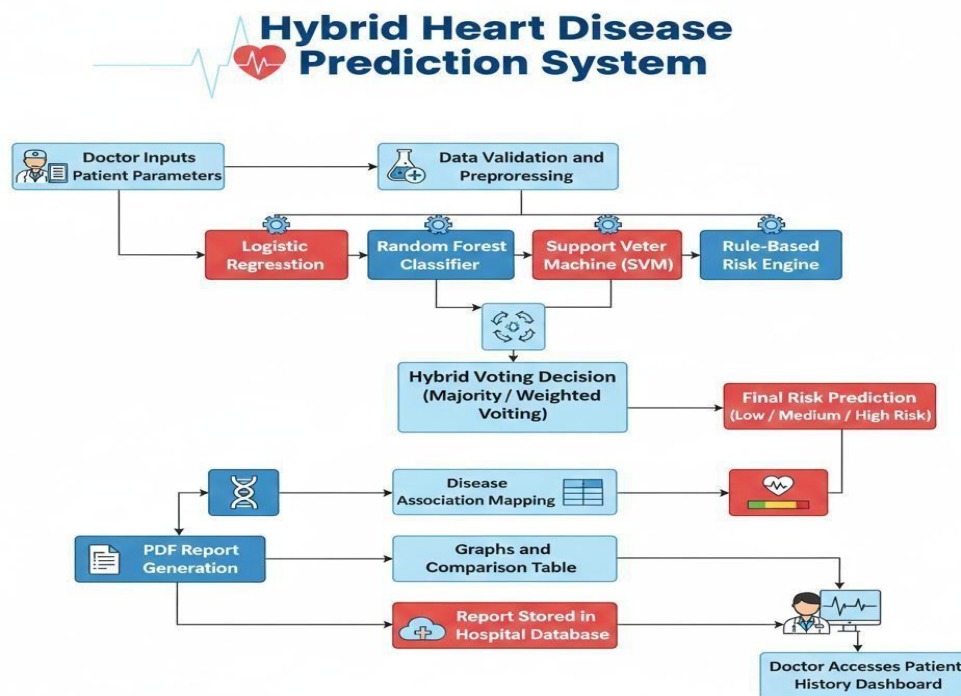 Hybrid Heart Disease
Prediction System
Doctor Inputs
Patient Parameters
Data Validation and
Preproressing
Logistic
Regresstion
Random Forest
Classifier
Support Veter
Machine (SVM)
Rule-Based
Risk Engine
Hybrid Voting Decision
(Majority / Weighted
Voiting)
Final Risk Prediction
(Low / Medium / High Risk)
Disease
Association Mapping
PDF Report
Generation
Graphs and
Comparison Table
Report Stored in
Hospital Database
Doctor Accesses Patient
History Dashboard